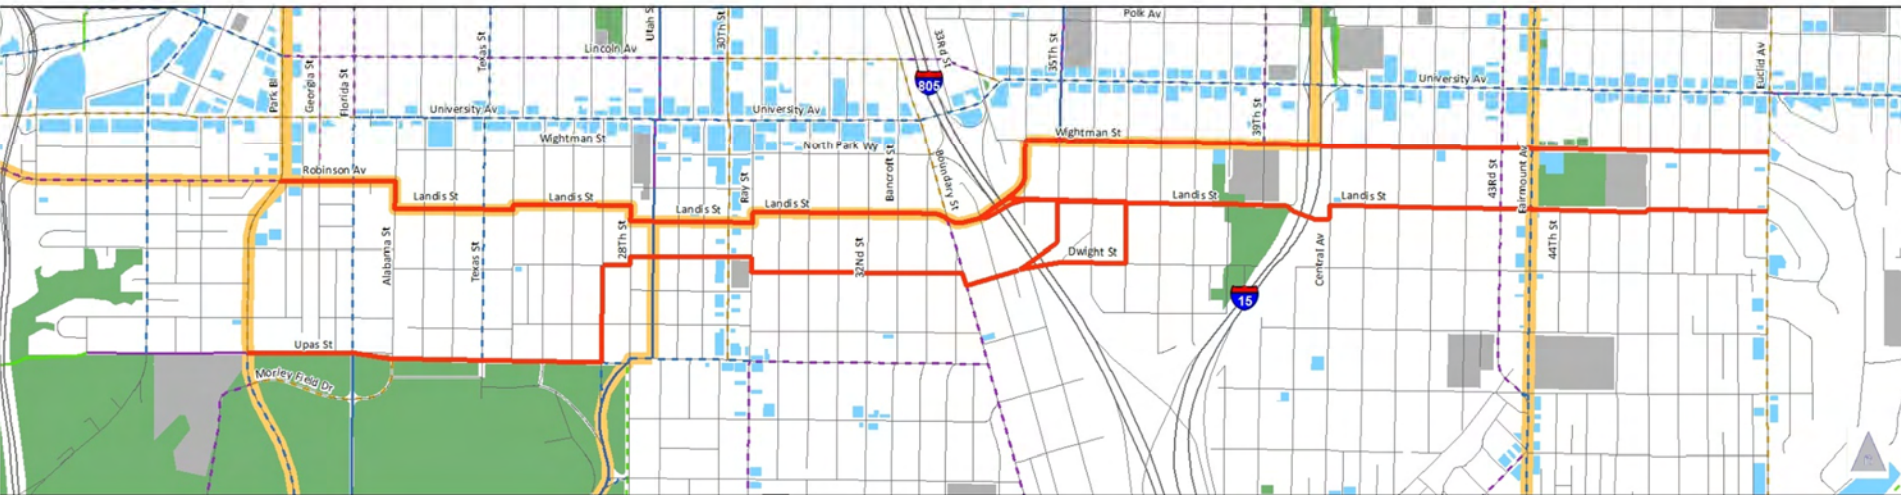 Polk Av
Utah S
30Th St
33Rd St
35Th St
Texas St
Lincoln Av
Euclid Av
Park Bl
Georgia St
Florida St
805
University Av
University Av
University Av
39Th St
Wightman St
Wightman St
North Park Wy
Bancroft St
Boundary St
Robinson Av
Ray St
43Rd St
Fairmount Av
Landis St
Landis St
Landis St
Landis St
Landis St
Landis St
28Th St
Alabama St
Texas St
32Nd St
Dwight St
Central Av
44Th St
15
Upas St
Morley Field Dr